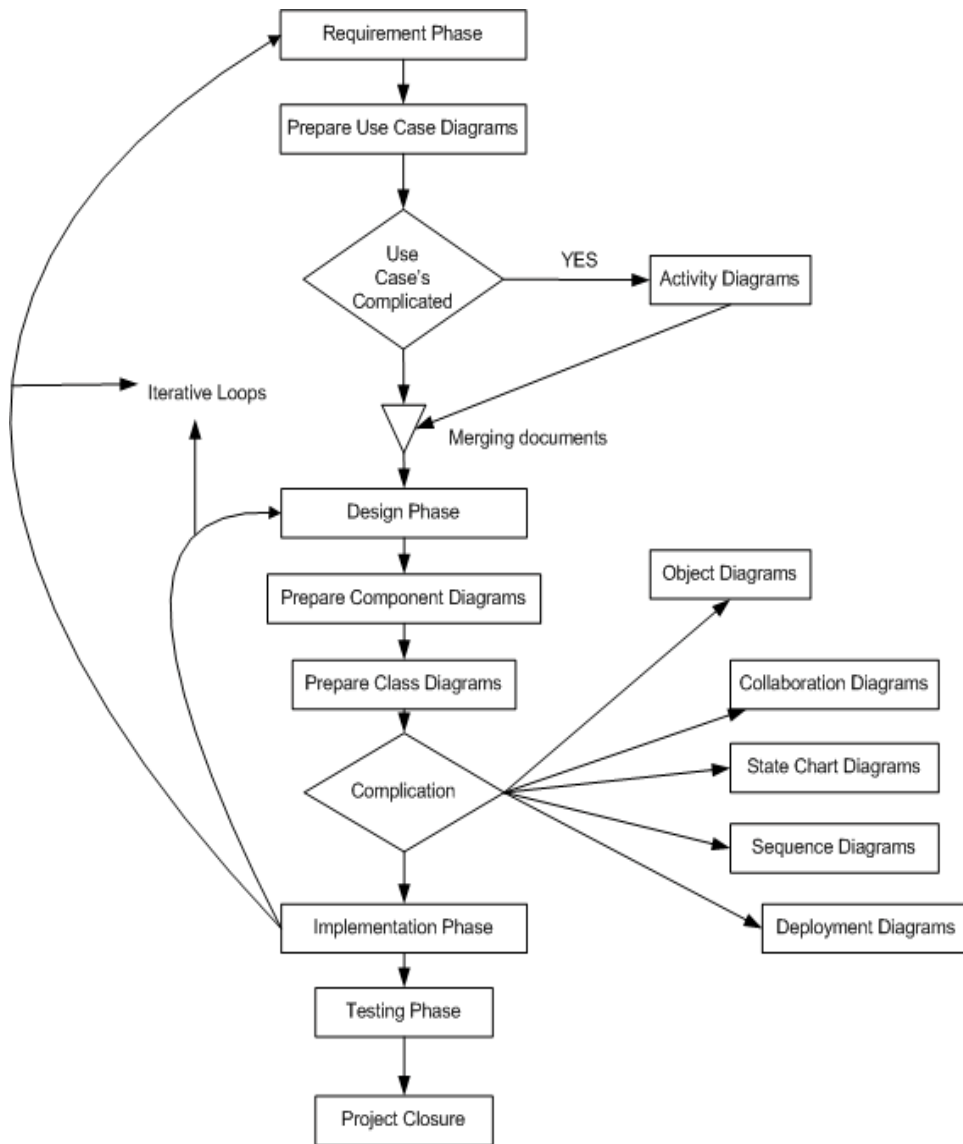 Requirement Phase
Prepare Use Case Diagrams
Use
Case's
Complicated
YES
Activity Diagrams
Iterative Loops
Merging documents
Design Phase
Object Diagrams
Prepare Component Diagrams
Prepare Class Diagrams
Collaboration Diagrams
Complication
State Chart Diagrams
Sequence Diagrams
Implementation Phase
Deployment Diagrams
Testing Phase
Project Closure